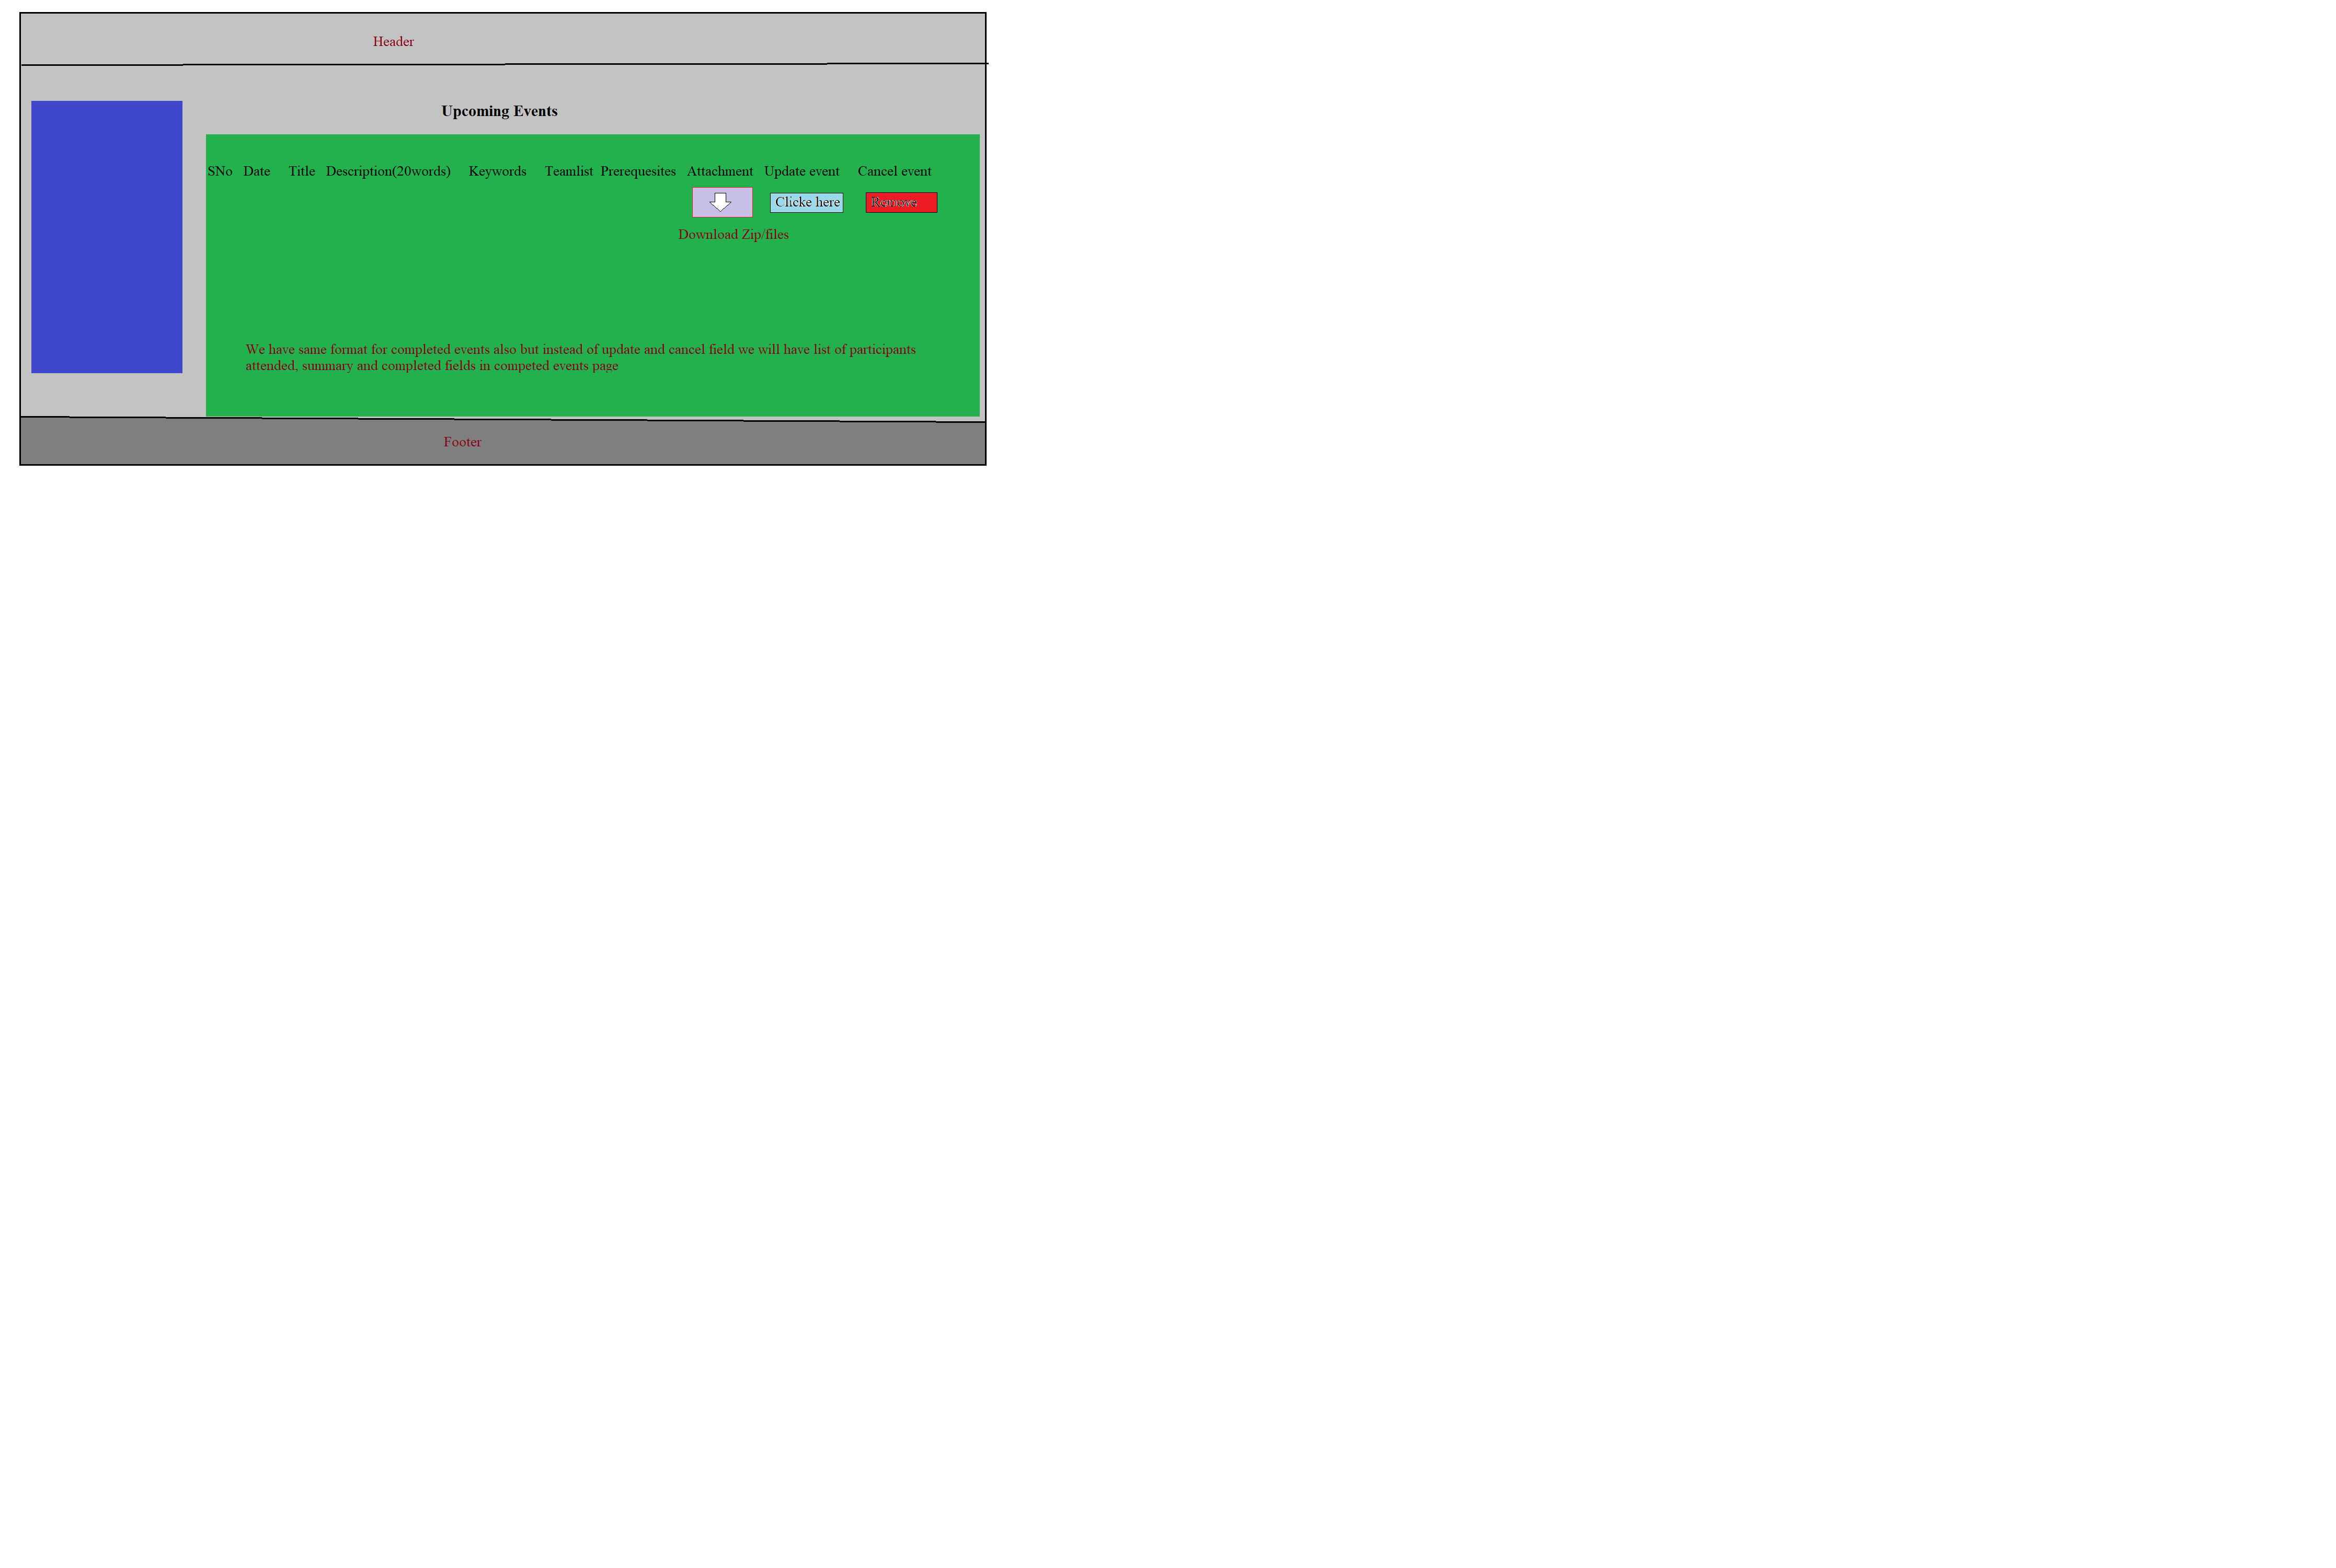 Header
Upcoming Events
SNo Date Title Description(20words) Keywords Teamlist Prerequesites Attachment Update event Cancel event
Clicke here Remove
Download Zip/files
We have same format for completed events also but instead of update and cancel field we will have list of participants
attended, summary and completed fields in competed events page
Footer